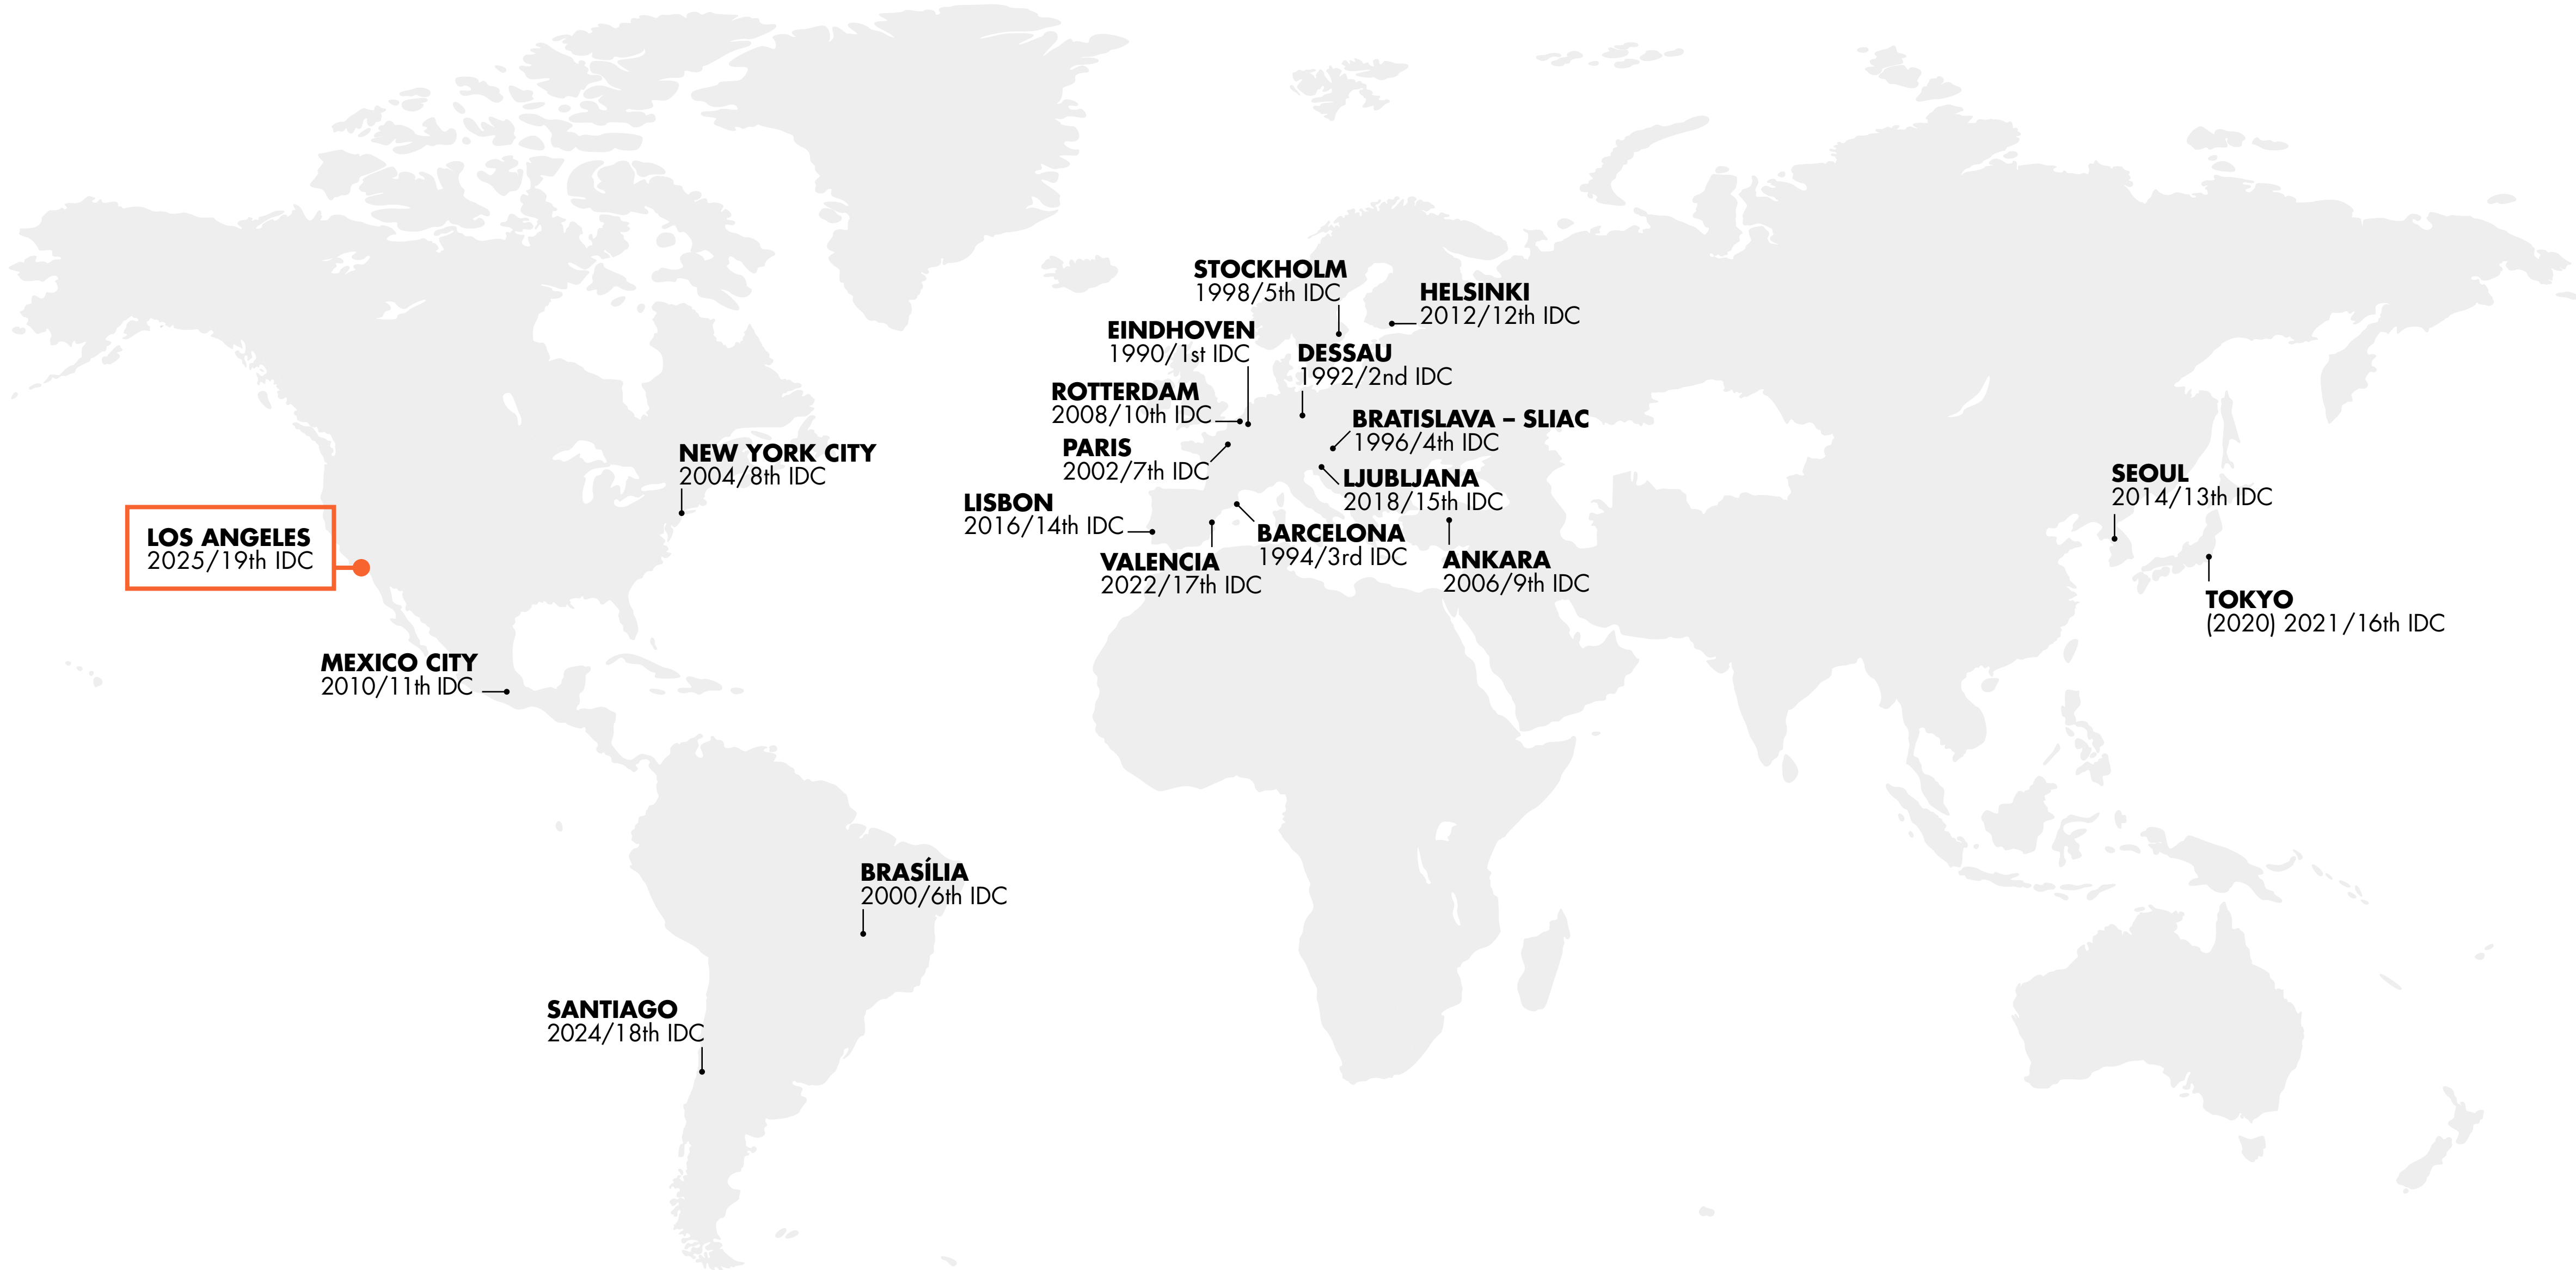 STOCKHOLM
1998/5th IDC
HELSINKI
2012/12th IDC
EINDHOVEN
1990/1st IDC
DESSAU
1992/2nd IDC
ROTTERDAM
2008/10th IDC
BRATISLAVA – SLIAC
1996/4th IDC
PARIS
2002/7th IDC
NEW YORK CITY
2004/8th IDC
LJUBLJANA
2018/15th IDC
SEOUL
2014/13th IDC
LISBON
2016/14th IDC
BARCELONA
1994/3rd IDC
LOS ANGELES
2025/19th IDC
VALENCIA
2022/17th IDC
ANKARA
2006/9th IDC
TOKYO
(2020) 2021/16th IDC
MEXICO CITY
2010/11th IDC
BRASÍLIA
2000/6th IDC
SANTIAGO
2024/18th IDC